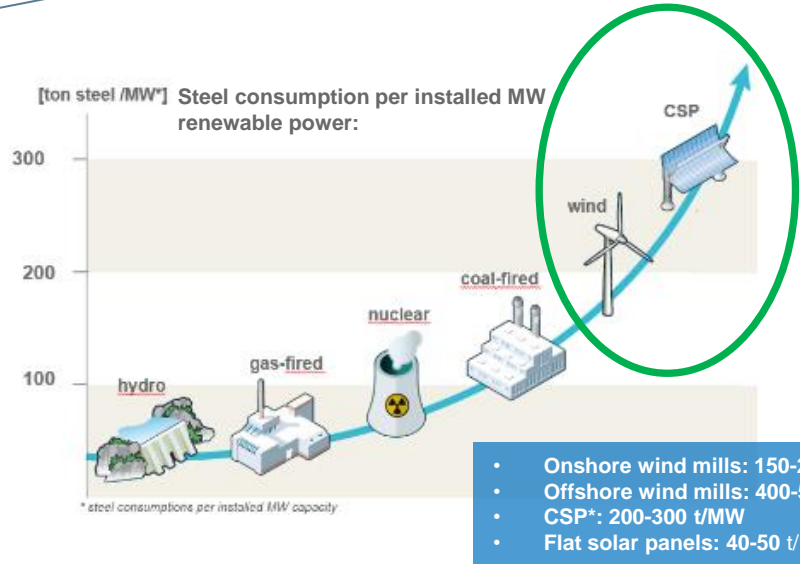 [ton steel /MW*] Steel consumption per installed MW
renewable power:
CSP
300
wind
200
coal-fired
nuclear
gas-fired
100
hydro
* steel consumptions per installed MW capacity
• Onshore wind mills: 150-2
• Offshore wind mills: 400-5
• CSP*: 200-300 t/MW
• Flat solar panels: 40-50 t/